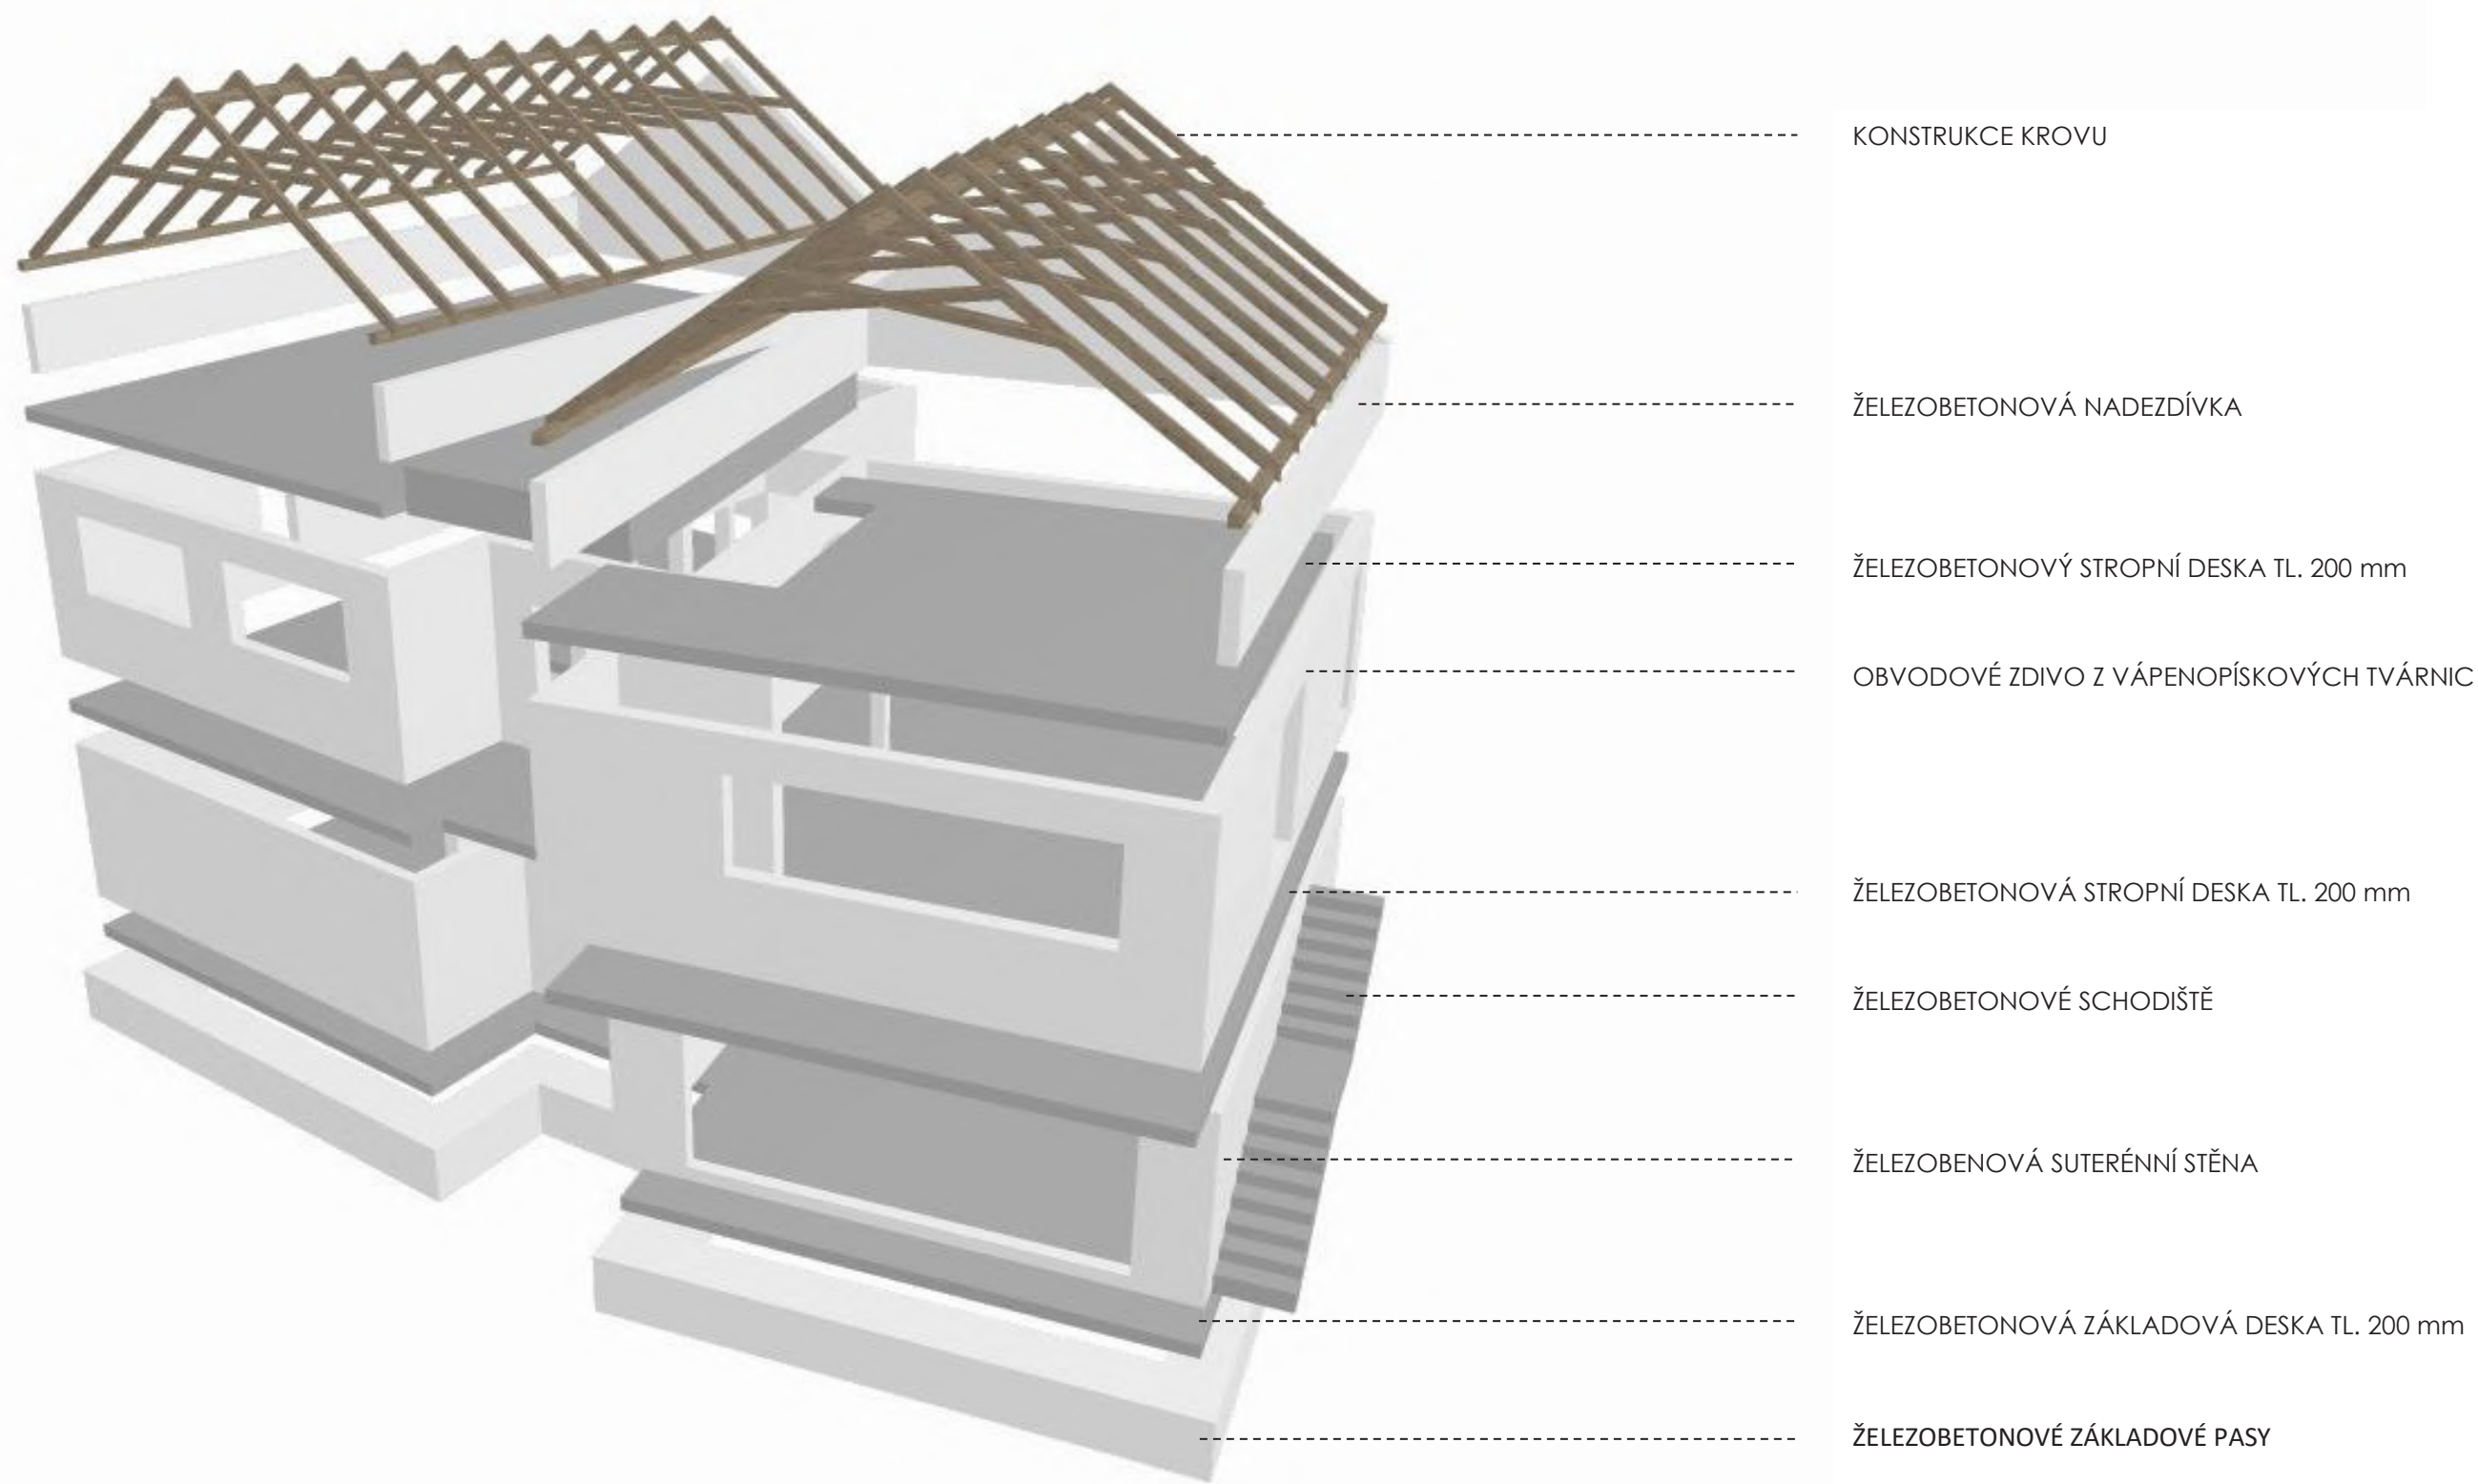 KONSTRUKCE KROVU
ŽELEZOBETONOVÁ NADEZDÍVKA
ŽELEZOBETONOVÝ STROPNÍ DESKA TL. 200 mm
OBVODOVÉ ZDIVO Z VÁPENOPÍSKOVÝCH TVÁRNIC
ŽELEZOBETONOVÁ STROPNÍ DESKA TL. 200 mm
ŽELEZOBETONOVÉ SCHODIŠTĚ
ŽELEZOBENOVÁ SUTERÉNNÍ STĚNA
ŽELEZOBETONOVÁ ZÁKLADOVÁ DESKA TL. 200 mm
ŽELEZOBETONOVÉ ZÁKLADOVÉ PASY